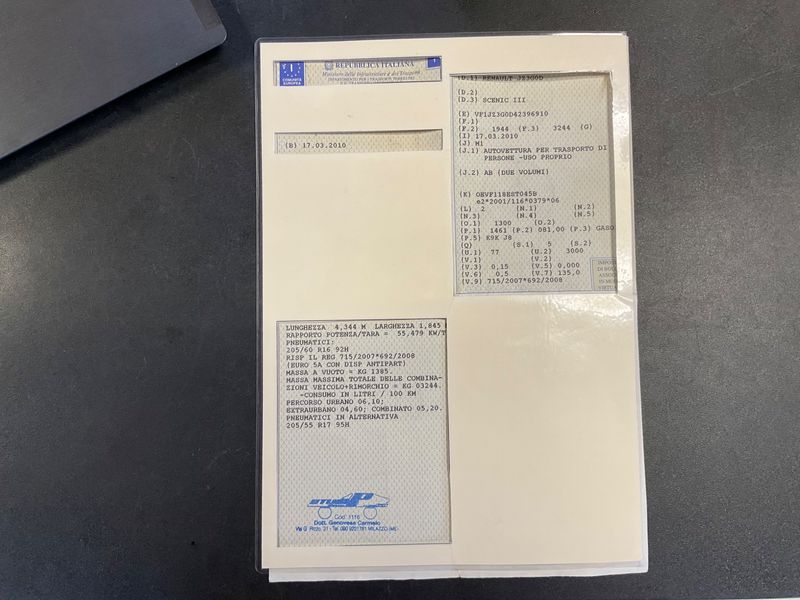 COMUNITÀ
EUROPEA
REPUBBLICA ITALIANA
Ministero delle Infrastrutture e dei Trasporti
DIPARTIMENTO PER I TRASPORTI TERRESTRI
(B) 17.03.2010
LUNGHEZZA 4,344 M LARGHEZZA 1,845
RAPPORTO POTENZA/TARA = 55,479 KW/T
PNEUMATICI:
205/60 R16 92H
RISP IL REG 715/2007*692/2008
(EURO 5A CON DISP ANTIPART)
MASSA A VUOTO = KG 1385.
MASSA MASSIMA TOTALE DELLE COMBINA-
ZIONI VEICOLO+RIMORCHIO = KG 03244.
-CONSUMO IN LITRI / 100 KM
PERCORSO URBANO 06,10;
EXTRAURBANO 04,60; COMBINATO 05,20.
PNEUMATICI IN ALTERNATIVA
205/55 R17 95H
Cod. 1116
Dott. Genovese Carmelo
MILAZZO (ME)
(D.1) RENAULT JZ3G0D
(D.2)
(D.3) SCENIC III
(E) VF1JZ3G0D42396910
(F.1)
(F.2) 1944 (F.3) 3244 (G)
(I) 17.03.2010
(J) M1
(J.1) AUTOVETTURA PER TRASPORTO DI
PERSONE -USO PROPRIO
(J.2) AB (DUE VOLUMI)
(K) OEVF118EST045B
e2*2001/116*0379*06
(L) 2 (N.1) (N.2)
(N.3) (N.4) (N.5)
(O.1) 1300 (O.2)
(P.1) 1461 (P.2) 081,00 (P.3) GASO
(P.5) K9K J8
(Q) (S.1) 5 (S.2)
(U.1) 77 (U.2) 3000
(V.1) (V.2)
(V.3) 0,15 (V.5) 0,000
(V.6) 0,5 (V.7) 135,0
(V.9) 715/2007*692/2008